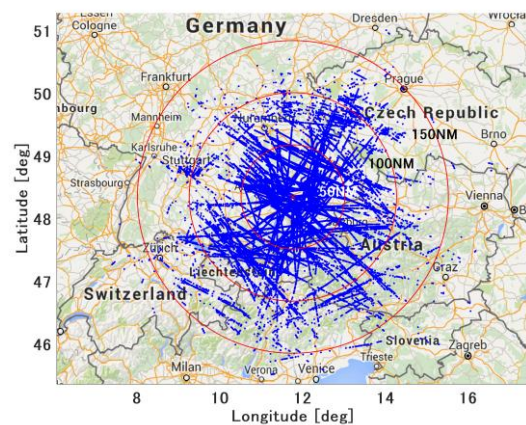 Essen
Cologne
Germany
Dresden
Wrocła
51
Frankfurt
Prague
50
Czech Republic
Mannheim
Nuremberg
150NM
Karlsruhe
Brno
49
Stuttgart
100NM
Strasbourg
50NM
Vienna
48
Austria
Zürich
47
Liechtenstein
Graz
Switzerland
46
Slovenia
Zagreb
Milan
Verona
Venice
Trieste
8
10
12
14
16
Latitude [deg]
Longitude [deg]